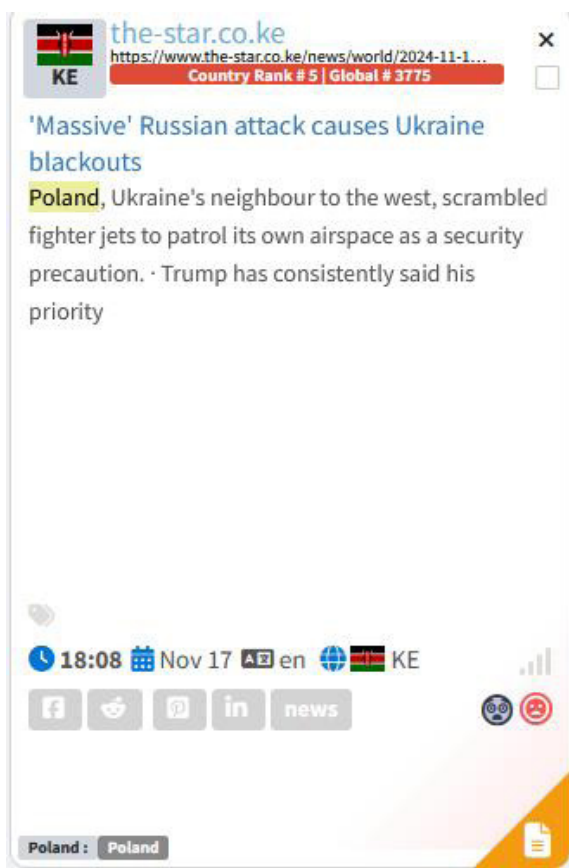 the-star.co.ke
https://www.the-star.co.ke/news/world/2024-11-1...
KE
Country Rank # 5 | Global # 3775
'Massive' Russian attack causes Ukraine
blackouts
Poland, Ukraine's neighbour to the west, scrambled
fighter jets to patrol its own airspace as a security
precaution. · Trump has consistently said his
priority
18:08 Nov 17 en KE
news
Poland : Poland